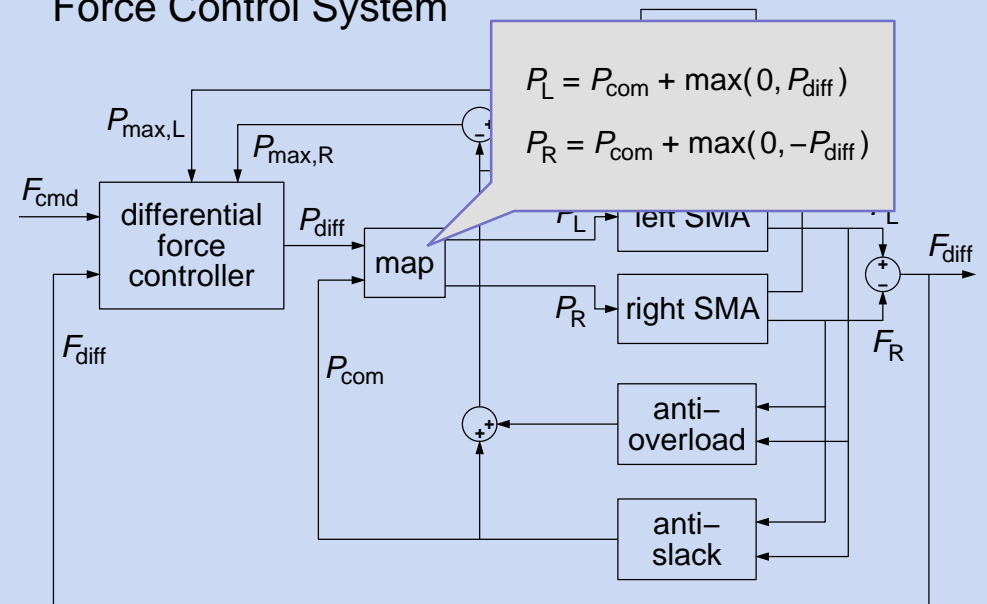 Force Control System
P_L = P_com + max(0, P_diff)
P_R = P_com + max(0, −P_diff)
P_max,L
P_max,R
F_cmd
differential
force
controller
P_diff
map
P_L
left SMA
F_diff
P_R
right SMA
F_R
F_diff
P_com
anti−
overload
anti−
slack